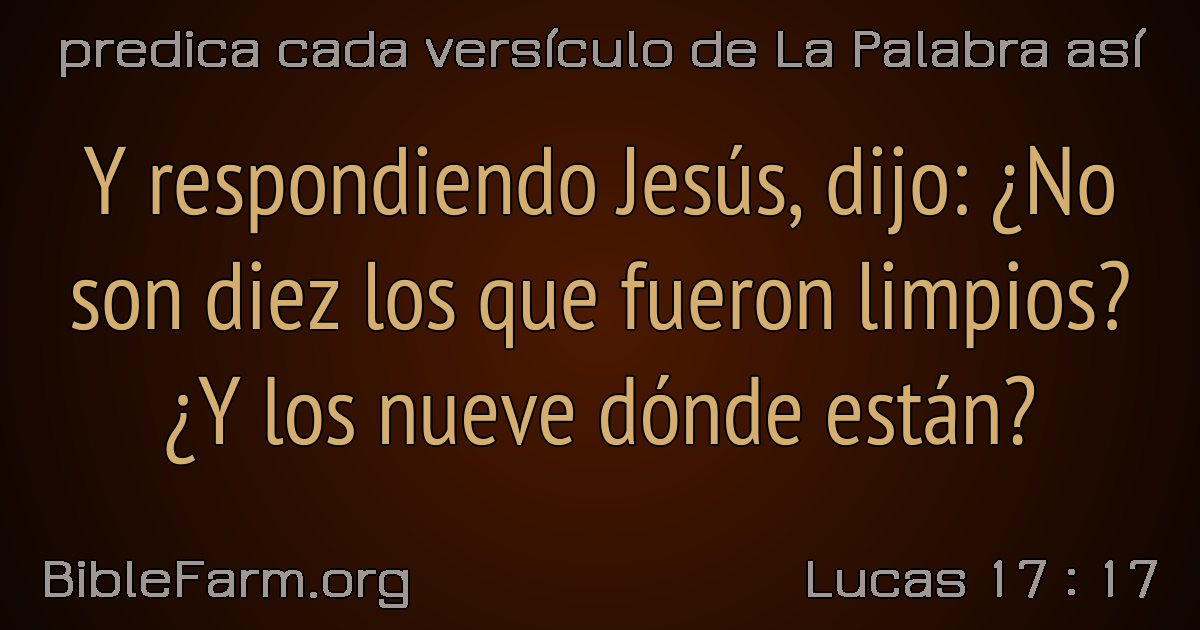 predica cada versículo de La Palabra así
Y respondiendo Jesús, dijo: ¿No
son diez los que fueron limpios?
¿Y los nueve dónde están?
BibleFarm.org
Lucas 17 : 17